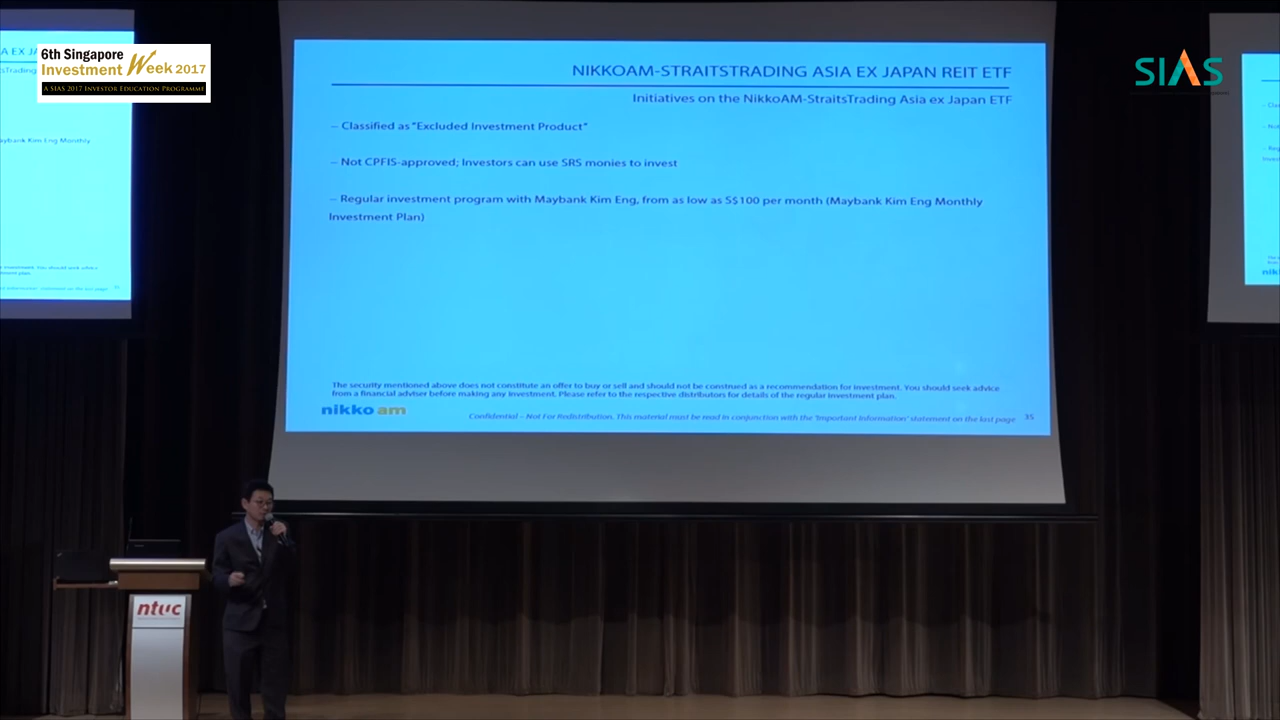 6th Singapore
Investment Week 2017
A SIAS 2017 INVESTOR EDUCATION PROGRAMME
SIAS
NIKKOAM-STRAITSTRADING ASIA EX JAPAN REIT ETF
Initiatives on the NikkoAM-StraitsTrading Asia ex Japan ETF
– Classified as “Excluded Investment Product”
– Not CPFIS-approved; Investors can use SRS monies to invest
– Regular investment program with Maybank Kim Eng, from as low as S$100 per month (Maybank Kim Eng Monthly
Investment Plan)
The security mentioned above does not constitute an offer to buy or sell and should not be construed as a recommendation for investment. You should seek advice
from a financial adviser before making any investment. Please refer to the respective distributors for details of the regular investment plan.
nikko am
Confidential – Not For Redistribution. This material must be read in conjunction with the 'Important Information' statement on the last page
35
aybank Kim Eng Monthly
ntuc